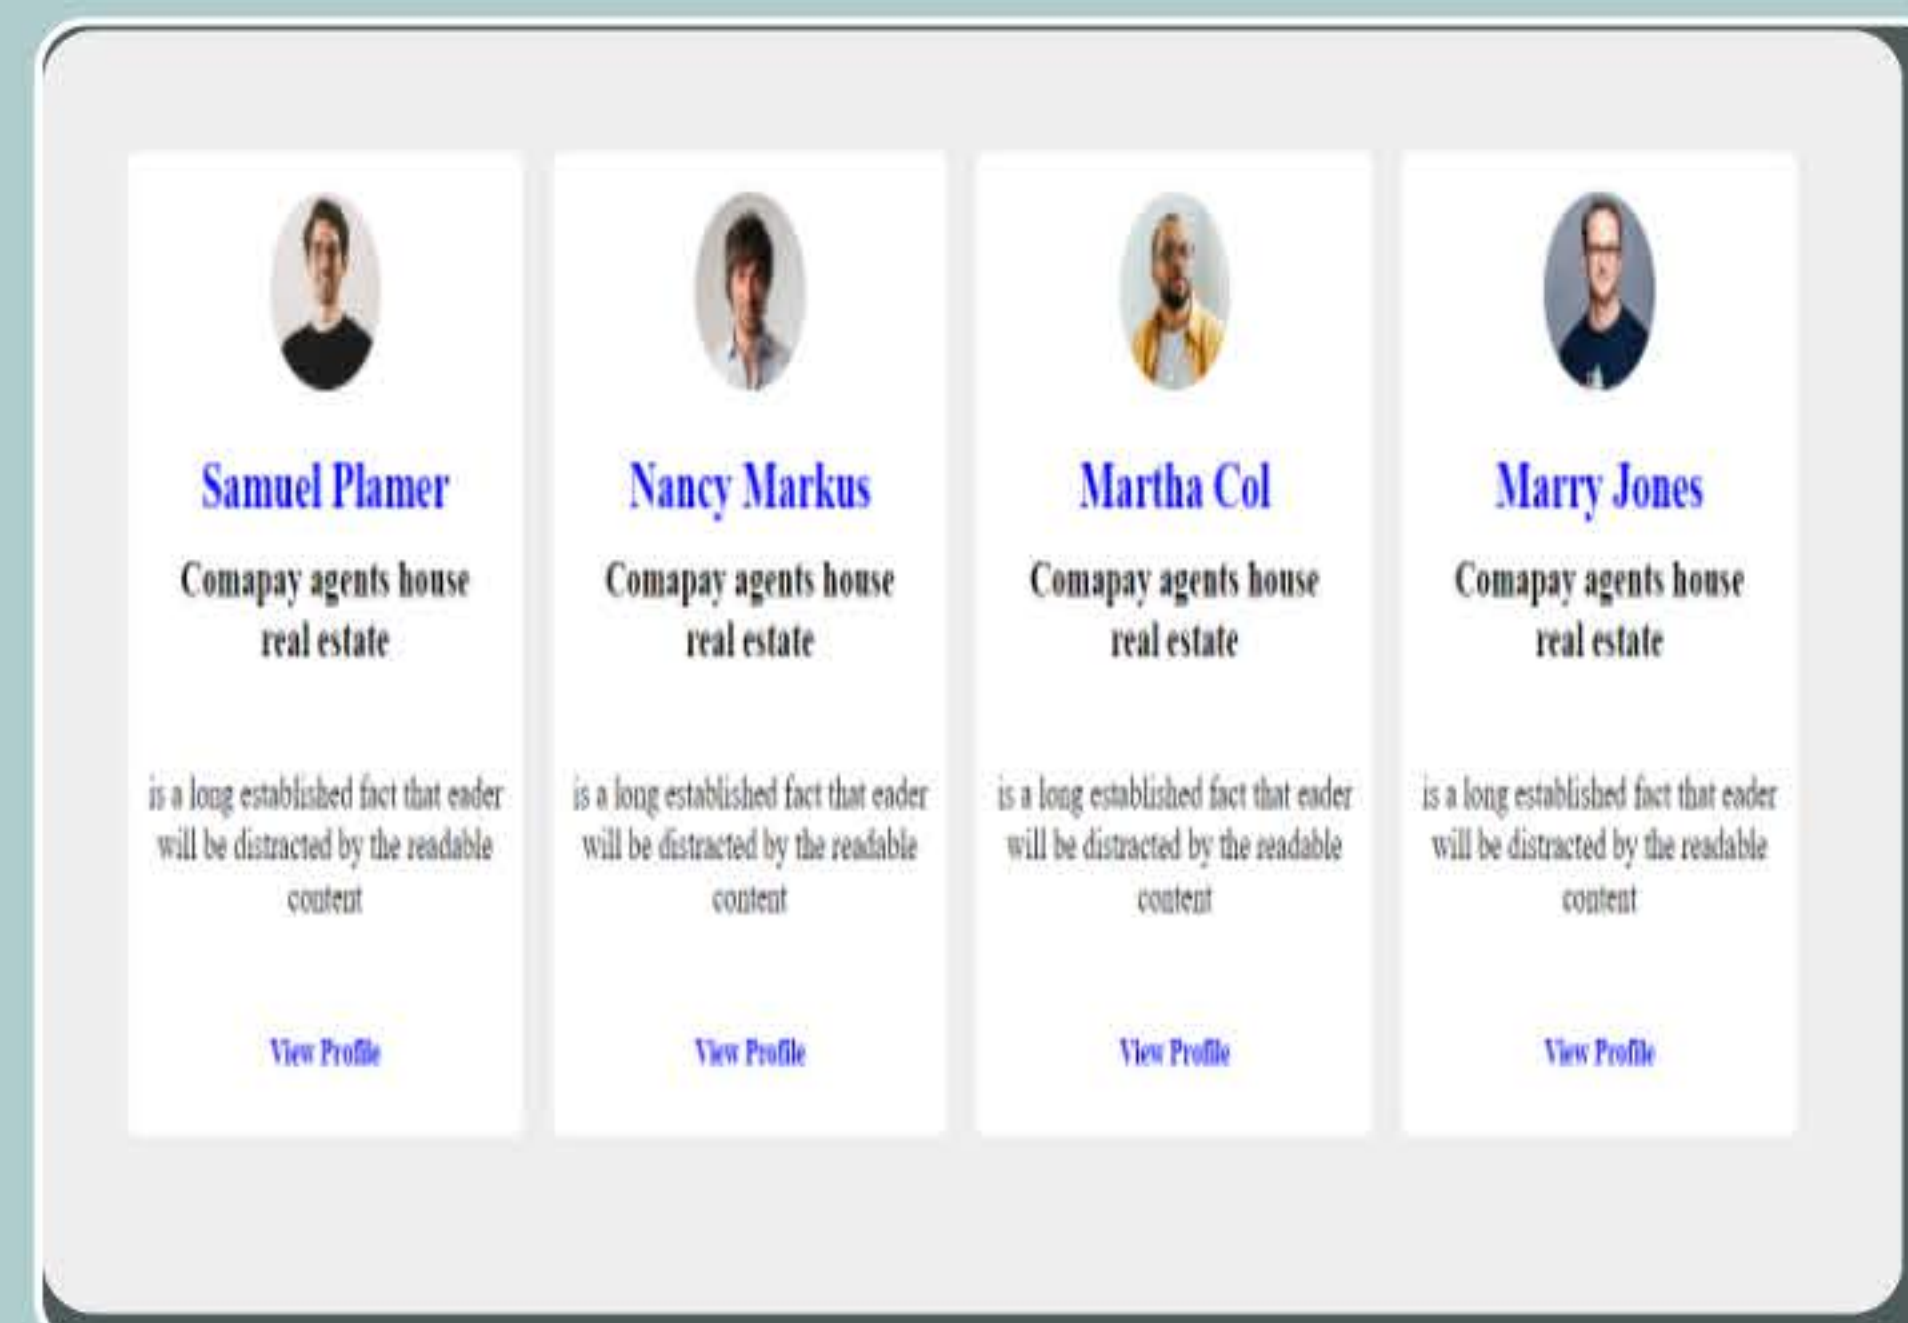 Samuel Plamer
Comapay agents house
real estate
is a long established fact that eader
will be distracted by the readable
content
View Profile
Nancy Markus
Comapay agents house
real estate
is a long established fact that eader
will be distracted by the readable
content
View Profile
Martha Col
Comapay agents house
real estate
is a long established fact that eader
will be distracted by the readable
content
View Profile
Marry Jones
Comapay agents house
real estate
is a long established fact that eader
will be distracted by the readable
content
View Profile